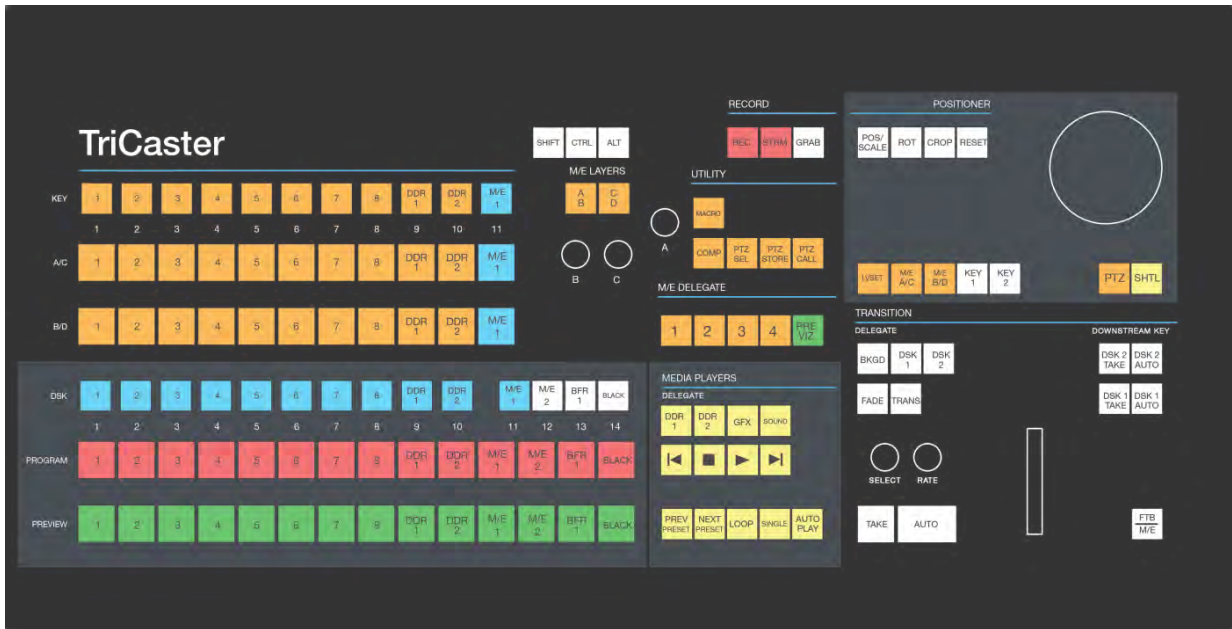 RECORD
POSITIONER
TriCaster
SHIFT CTRL ALT
REC STRM GRAB
POS/ SCALE ROT CROP RESET
M/E LAYERS
UTILITY
KEY 1 2 3 4 5 6 7 8 DDR 1 DDR 2 M/E 1
A B C D
MACRO
1 2 3 4 5 6 7 8 9 10 11
A
A/C 1 2 3 4 5 6 7 8 DDR 1 DDR 2 M/E 1
COMP PTZ SEL PTZ STORE PTZ CALL
B C
M/E A/C M/E B/D KEY 1 KEY 2 PTZ SHTL
M/E DELEGATE
B/D 1 2 3 4 5 6 7 8 DDR 1 DDR 2 M/E 1
1 2 3 4 PRE VIZ
TRANSITION
DELEGATE
DOWNSTREAM KEY
BKGD DSK 1 DSK 2
DSK 2 TAKE DSK 2 AUTO
MEDIA PLAYERS
DELEGATE
DSK 1 2 3 4 5 6 7 8 DDR 1 DDR 2 M/E 1 M/E 2 BFR 1 BLACK
FADE TRANS
DSK 1 TAKE DSK 1 AUTO
DDR 1 DDR 2 GFX SOUND
1 2 3 4 5 6 7 8 9 10 11 12 13 14
PROGRAM 1 2 3 4 5 6 7 8 DDR 1 DDR 2 M/E 1 M/E 2 BFR 1 BLACK
SELECT RATE
PREVIEW 1 2 3 4 5 6 7 8 DDR 1 DDR 2 M/E 1 M/E 2 BFR 1 BLACK
PREV PRESET NEXT PRESET LOOP SINGLE AUTO PLAY
TAKE AUTO
FTB M/E